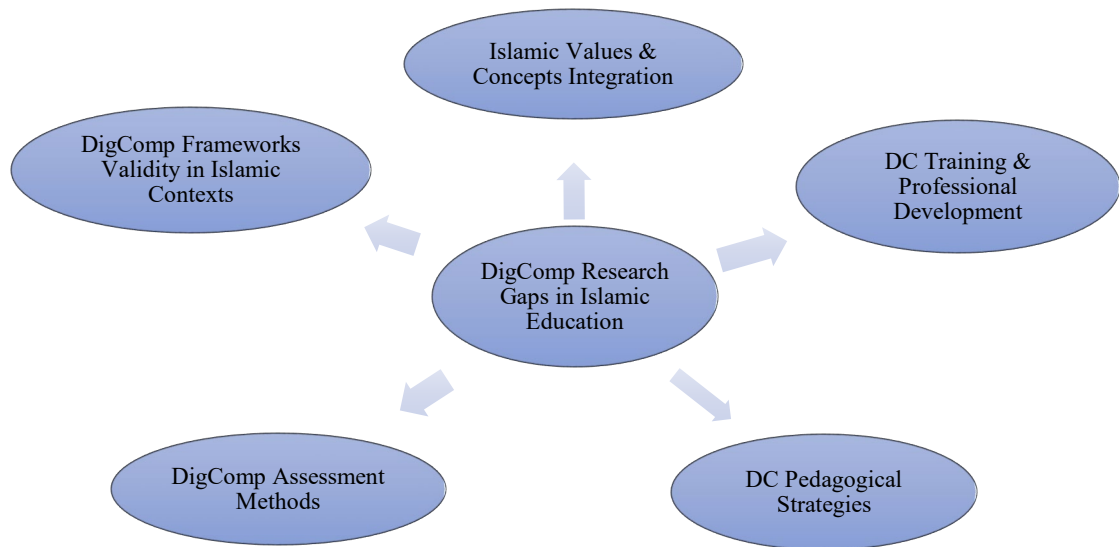 Islamic Values &
Concepts Integration
DigComp Frameworks
Validity in Islamic
Contexts
DC Training &
Professional
Development
DigComp Research
Gaps in Islamic
Education
DigComp Assessment
Methods
DC Pedagogical
Strategies